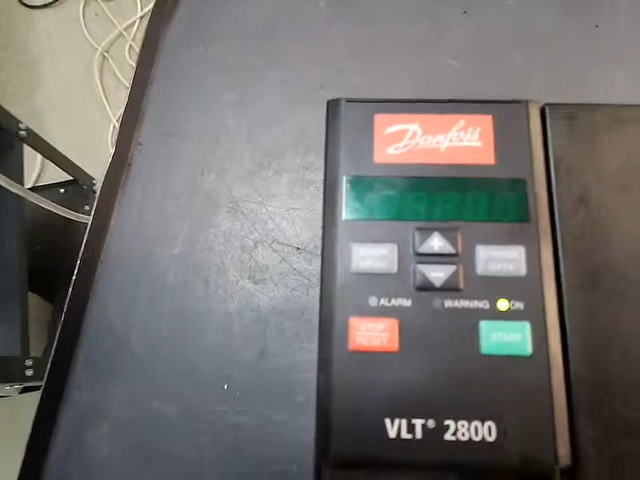 Danfoss
ALARM WARNING ON
STOP
RESET
START
VLT® 2800